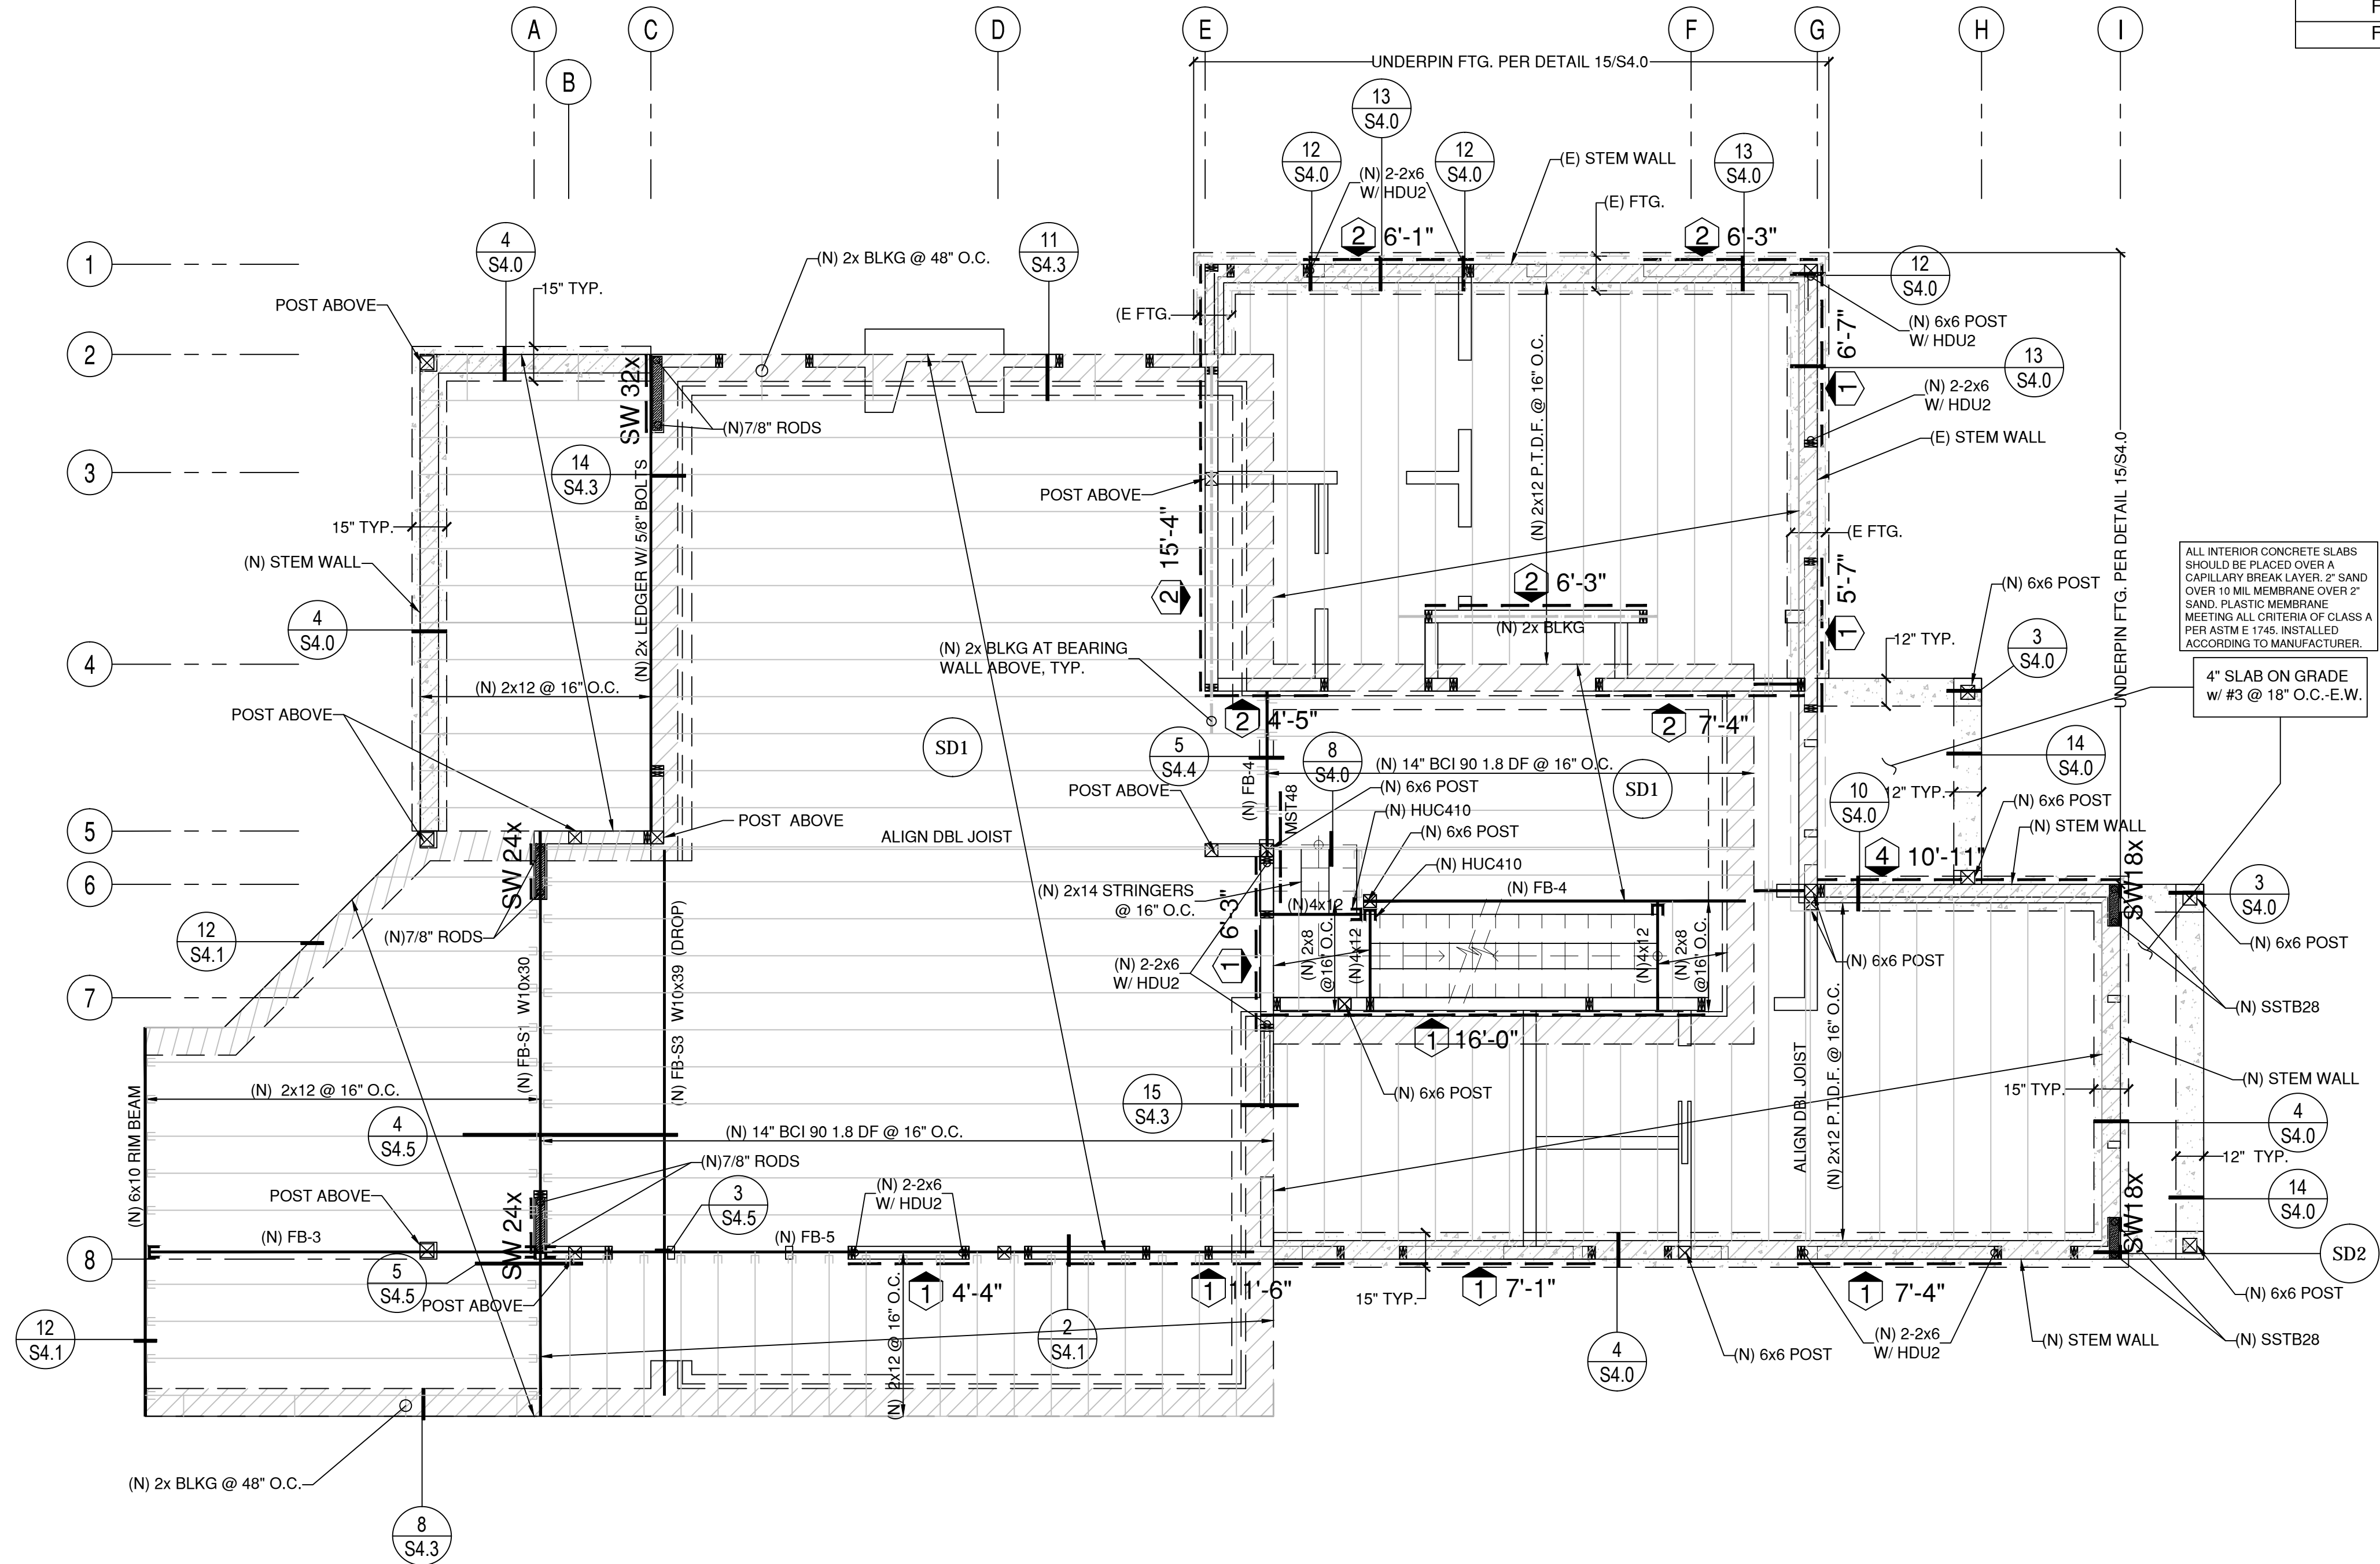 A
C
D
E
F
G
H
I
B
UNDERPIN FTG. PER DETAIL 15/S4.0
13
S4.0
12
S4.0
12
S4.0
13
S4.0
(E) STEM WALL
(N) 2-2x6
W/ HDU2
(E) FTG.
2 6'-1"
2 6'-3"
1
4
S4.0
(N) 2x BLKG @ 48" O.C.
11
S4.3
12
S4.0
15" TYP.
POST ABOVE
(E FTG.
(N) 6x6 POST
W/ HDU2
6'-7"
1
2
13
S4.0
SW 32x
(N) 2x12 P.T.D.F. @ 16" O.C.
(N) 2-2x6
W/ HDU2
(N)7/8" RODS
(E) STEM WALL
UNDERPIN FTG. PER DETAIL 15/S4.0
3
14
S4.3
(N) 2x LEDGER W/ 5/8" BOLTS
POST ABOVE
15" TYP.
15'-4"
2
(E FTG.
(N) STEM WALL
5'-7"
1
ALL INTERIOR CONCRETE SLABS
SHOULD BE PLACED OVER A
CAPILLARY BREAK LAYER. 2" SAND
OVER 10 MIL MEMBRANE OVER 2"
SAND. PLASTIC MEMBRANE
MEETING ALL CRITERIA OF CLASS A
PER ASTM E 1745. INSTALLED
ACCORDING TO MANUFACTURER.
2 6'-3"
(N) 2x BLKG
(N) 6x6 POST
4
S4.0
12" TYP.
3
S4.0
4
(N) 2x BLKG AT BEARING
WALL ABOVE, TYP.
(N) 2x12 @ 16" O.C.
4" SLAB ON GRADE
w/ #3 @ 18" O.C.-E.W.
POST ABOVE
2 4'-5"
2 7'-4"
SD1
5
S4.4
8
S4.0
(N) 14" BCI 90 1.8 DF @ 16" O.C.
14
S4.0
(N) FB-4
MST48
(N) 6x6 POST
SD1
POST ABOVE
10
S4.0
12" TYP.
(N) 6x6 POST
(N) HUC410
5
POST ABOVE
ALIGN DBL JOIST
(N) 6x6 POST
(N) STEM WALL
SW 24x
4 10'-11"
SW18x
(N) HUC410
6
(N) 2x14 STRINGERS
@ 16" O.C.
(N) FB-4
3
S4.0
(N)4x12
12
S4.1
(N)7/8" RODS
6'-3"
1
(N) 2x8
@16" O.C.
(N)4x12
(N)4x12
(N) 2x8
@16" O.C.
(N) 6x6 POST
(N) 6x6 POST
(N) 2-2x6
W/ HDU2
7
(N) FB-S1 W10x30
(N) FB-S3 W10x39 (DROP)
(N) SSTB28
1 16'-0"
ALIGN DBL JOIST
(N) 2x12 P.T.D.F. @ 16" O.C.
(N) 2x12 @ 16" O.C.
15
S4.3
(N) 6x6 POST
15" TYP.
(N) STEM WALL
(N) 6x10 RIM BEAM
4
S4.5
(N) 14" BCI 90 1.8 DF @ 16" O.C.
4
S4.0
(N)7/8" RODS
12" TYP.
POST ABOVE
SW 24x
3
S4.5
(N) 2-2x6
W/ HDU2
SW18x
14
S4.0
(N) FB-3
(N) FB-5
8
SD2
5
S4.5
POST ABOVE
1 4'-4"
1 11'-6"
15" TYP.
1 7'-1"
1 7'-4"
(N) 6x6 POST
12
S4.1
(N) 2x12 @ 16" O.C.
2
S4.1
4
S4.0
(N) 6x6 POST
(N) 2-2x6
W/ HDU2
(N) STEM WALL
(N) SSTB28
(N) 2x BLKG @ 48" O.C.
8
S4.3